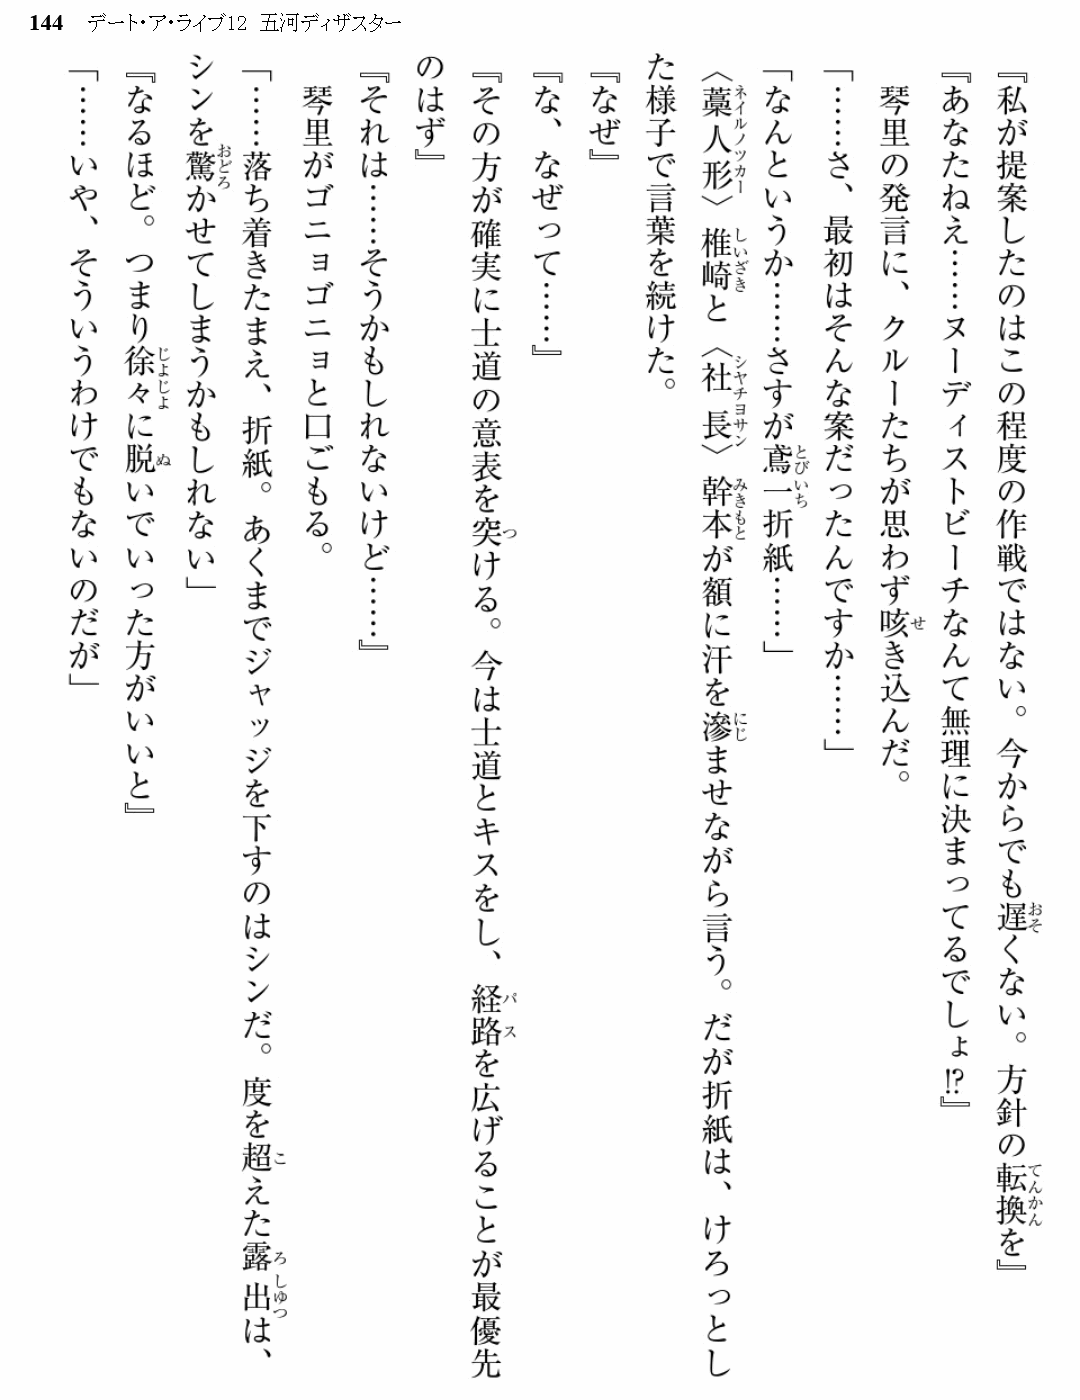 144 デート・ア・ライブ12 五河ディザスター
『私が提案したのはこの程度の作戦ではない。今からでも遅くない。方針の転換を』
『あなたねえ……ヌーディストビーチなんて無理に決まってるでしょ!?』
琴里の発言に、クルーたちが思わず咳き込んだ。
「……さ、最初はそんな案だったんですか……」
「なんというか……さすが鳶一折紙……」
〈藁人形〉椎崎と〈社長〉幹本が額に汗を滲ませながら言う。だが折紙は、けろっとし
た様子で言葉を続けた。
『なぜ』
『な、なぜって……』
『その方が確実に士道の意表を突ける。今は士道とキスをし、経路を広げることが最優先
のはず』
『それは……そうかもしれないけど……』
琴里がゴニョゴニョと口ごもる。
「……落ち着きたまえ、折紙。あくまでジャッジを下すのはシンだ。度を超えた露出は、
シンを驚かせてしまうかもしれない」
『なるほど。つまり徐々に脱いでいった方がいいと』
「……いや、そういうわけでもないのだが」